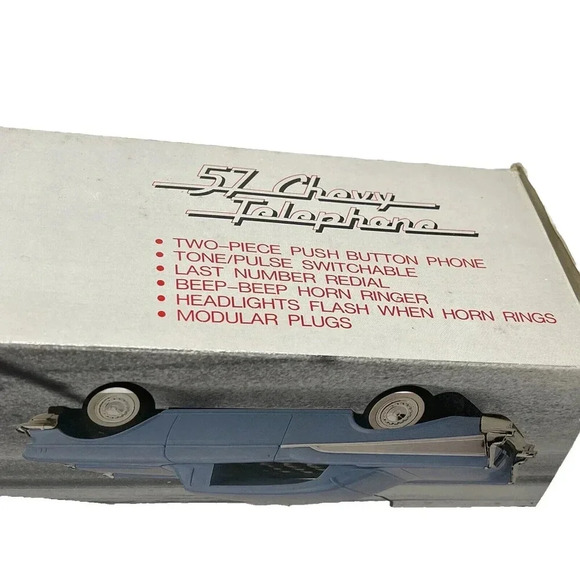 57 Chevy
Telephone
• TWO-PIECE PUSH BUTTON PHONE
• TONE/PULSE SWITCHABLE
• LAST NUMBER REDIAL
• BEEP-BEEP HORN RINGER
• HEADLIGHTS FLASH WHEN HORN RINGS
• MODULAR PLUGS